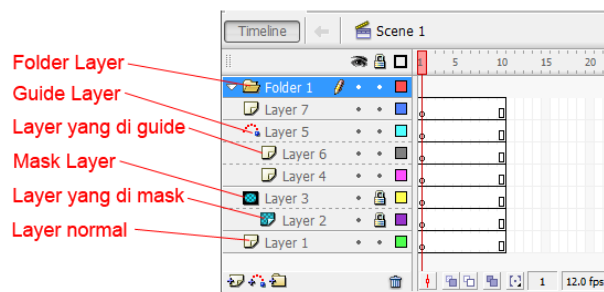 Timeline Scene 1
1 5 10 15 20
Folder Layer Folder 1
Guide Layer Layer 7
Layer 5
Layer yang di guide Layer 6
Mask Layer Layer 4
Layer 3
Layer yang di mask Layer 2
Layer normal Layer 1
1 12.0 fps